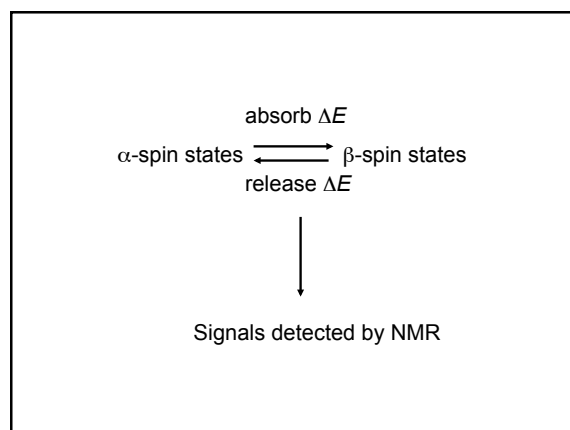 absorb ΔE
α-spin states β-spin states
release ΔE
Signals detected by NMR